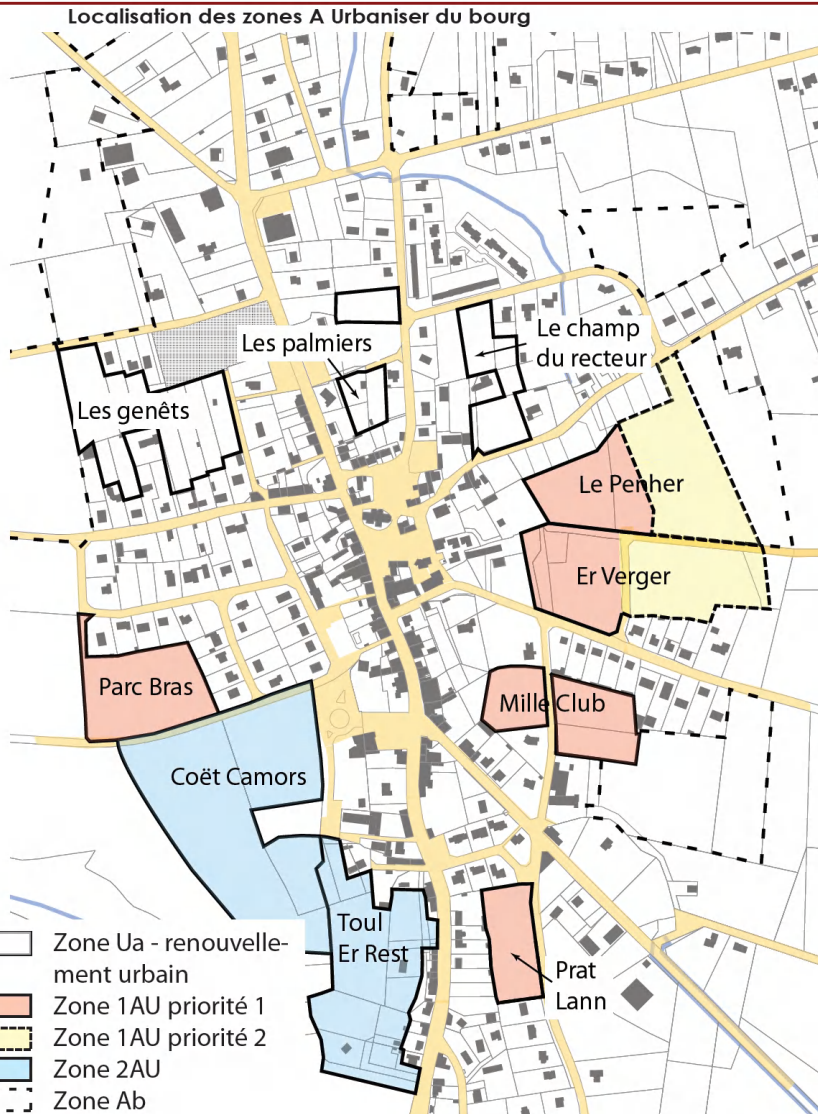 Localisation des zones A Urbaniser du bourg
Le champ
du recteur
Les palmiers
Les genêts
Le Penher
Er Verger
Parc Bras
Mille Club
Coët Camors
Toul
Er Rest
Prat
Lann
Zone Ua - renouvelle-
ment urbain
Zone 1AU priorité 1
Zone 1AU priorité 2
Zone 2AU
Zone Ab